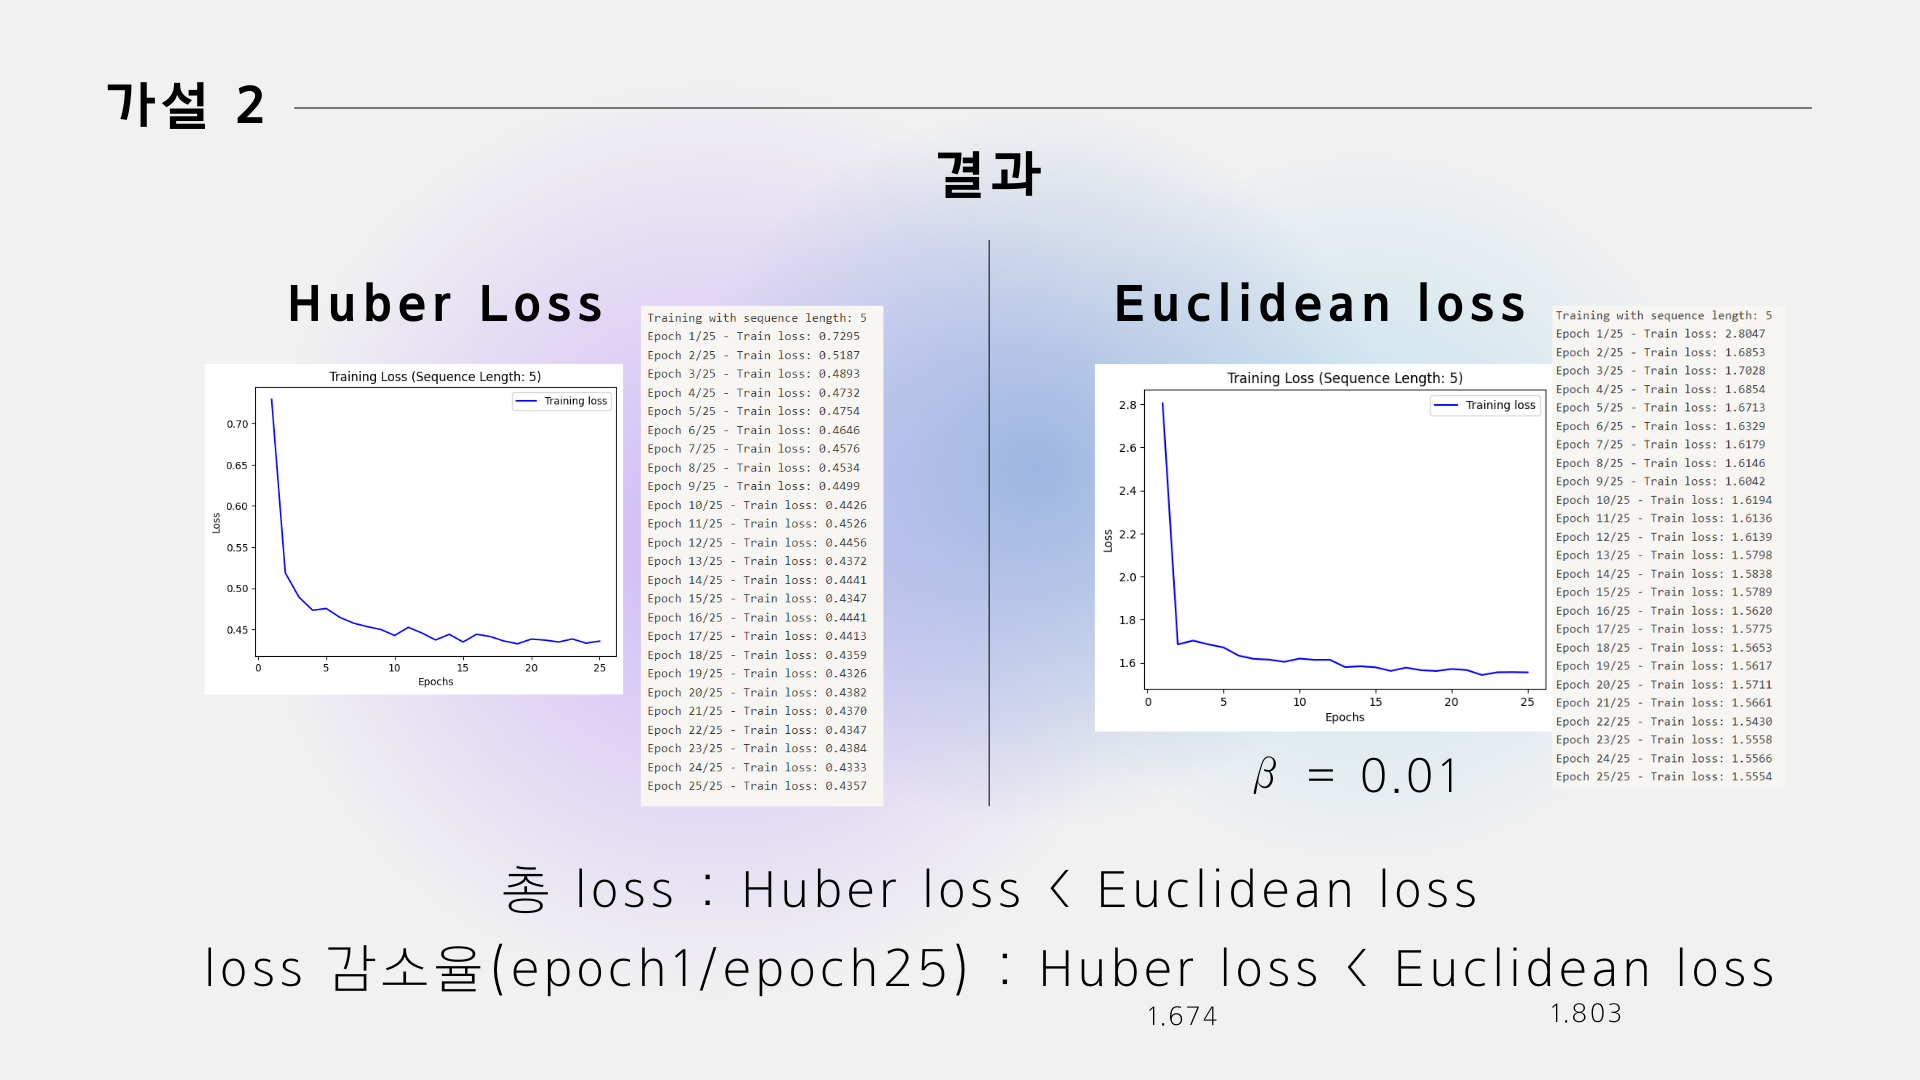 가설 2
결과
Huber Loss
Training Loss (Sequence Length: 5)
Training loss
Loss
0.70
0.65
0.60
0.55
0.50
0.45
0 5 10 15 20 25
Epochs
Training with sequence length: 5
Epoch 1/25 - Train loss: 0.7295
Epoch 2/25 - Train loss: 0.5187
Epoch 3/25 - Train loss: 0.4893
Epoch 4/25 - Train loss: 0.4732
Epoch 5/25 - Train loss: 0.4754
Epoch 6/25 - Train loss: 0.4646
Epoch 7/25 - Train loss: 0.4576
Epoch 8/25 - Train loss: 0.4534
Epoch 9/25 - Train loss: 0.4499
Epoch 10/25 - Train loss: 0.4426
Epoch 11/25 - Train loss: 0.4526
Epoch 12/25 - Train loss: 0.4456
Epoch 13/25 - Train loss: 0.4372
Epoch 14/25 - Train loss: 0.4441
Epoch 15/25 - Train loss: 0.4347
Epoch 16/25 - Train loss: 0.4441
Epoch 17/25 - Train loss: 0.4413
Epoch 18/25 - Train loss: 0.4359
Epoch 19/25 - Train loss: 0.4326
Epoch 20/25 - Train loss: 0.4382
Epoch 21/25 - Train loss: 0.4370
Epoch 22/25 - Train loss: 0.4347
Epoch 23/25 - Train loss: 0.4384
Epoch 24/25 - Train loss: 0.4333
Epoch 25/25 - Train loss: 0.4357
Euclidean loss
Training Loss (Sequence Length: 5)
Training loss
Loss
2.8
2.6
2.4
2.2
2.0
1.8
1.6
0 5 10 15 20 25
Epochs
β = 0.01
Training with sequence length: 5
Epoch 1/25 - Train loss: 2.8047
Epoch 2/25 - Train loss: 1.6853
Epoch 3/25 - Train loss: 1.7028
Epoch 4/25 - Train loss: 1.6854
Epoch 5/25 - Train loss: 1.6713
Epoch 6/25 - Train loss: 1.6329
Epoch 7/25 - Train loss: 1.6179
Epoch 8/25 - Train loss: 1.6146
Epoch 9/25 - Train loss: 1.6042
Epoch 10/25 - Train loss: 1.6194
Epoch 11/25 - Train loss: 1.6136
Epoch 12/25 - Train loss: 1.6139
Epoch 13/25 - Train loss: 1.5798
Epoch 14/25 - Train loss: 1.5838
Epoch 15/25 - Train loss: 1.5789
Epoch 16/25 - Train loss: 1.5620
Epoch 17/25 - Train loss: 1.5775
Epoch 18/25 - Train loss: 1.5653
Epoch 19/25 - Train loss: 1.5617
Epoch 20/25 - Train loss: 1.5711
Epoch 21/25 - Train loss: 1.5661
Epoch 22/25 - Train loss: 1.5430
Epoch 23/25 - Train loss: 1.5558
Epoch 24/25 - Train loss: 1.5566
Epoch 25/25 - Train loss: 1.5554
총 loss : Huber loss < Euclidean loss
loss 감소율(epoch1/epoch25) : Huber loss < Euclidean loss
1.674 1.803